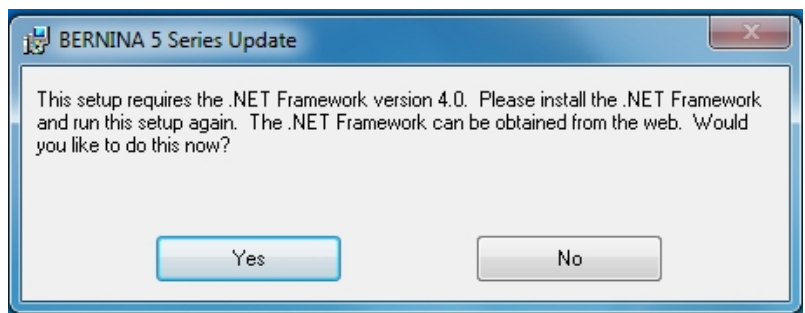 BERNINA 5 Series Update
This setup requires the .NET Framework version 4.0.  Please install the .NET Framework
and run this setup again.  The .NET Framework can be obtained from the web.  Would
you like to do this now?
Yes
No